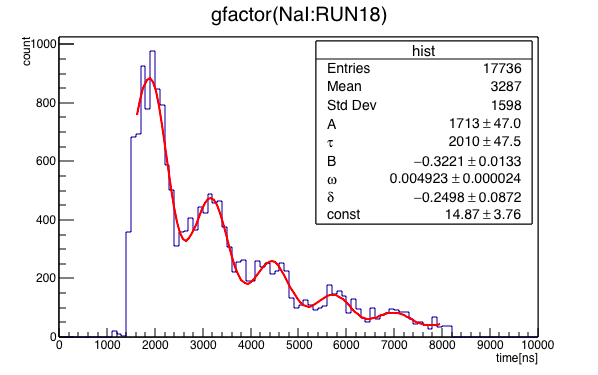 gfactor(NaI:RUN18)
count
hist
Entries 17736
Mean 3287
Std Dev 1598
A 1713 ± 47.0
τ 2010 ± 47.5
B −0.3221 ± 0.0133
ω 0.004923 ± 0.000024
δ −0.2498 ± 0.0872
const 14.87 ± 3.76
1000
800
600
400
200
0
0 1000 2000 3000 4000 5000 6000 7000 8000 9000 10000
time[ns]